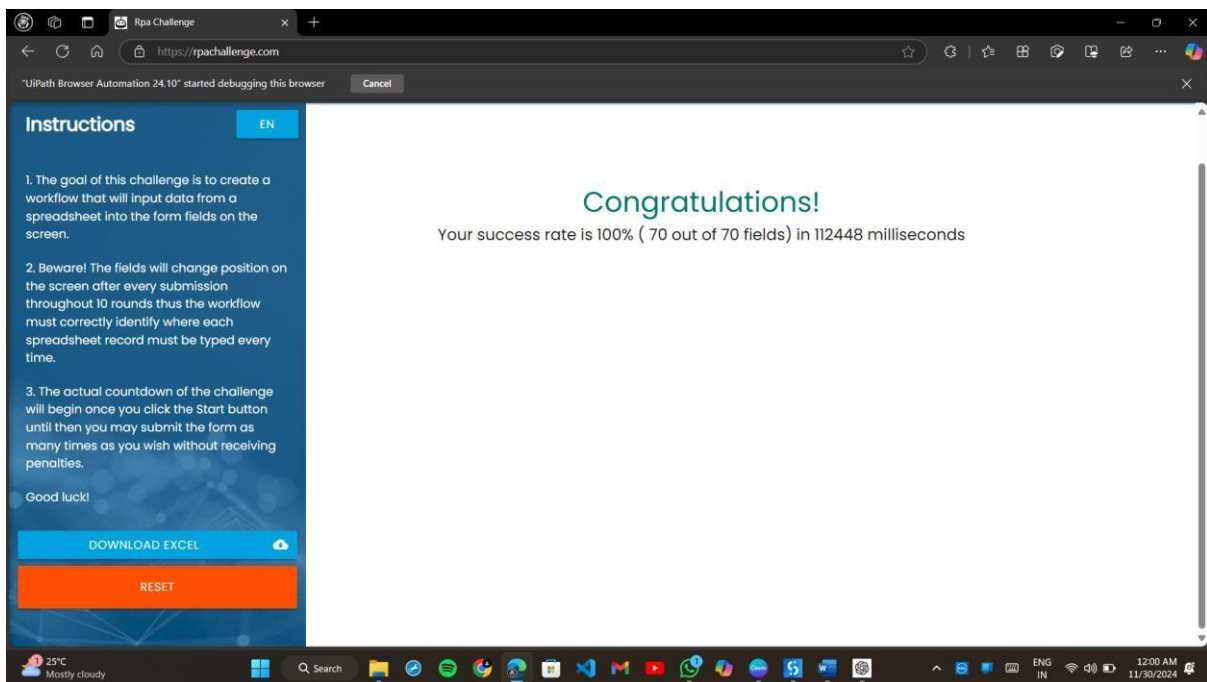 Rpa Challenge
https://rpachallenge.com
"UiPath Browser Automation 24.10" started debugging this browser
Cancel
Instructions
EN
1. The goal of this challenge is to create a
workflow that will input data from a
spreadsheet into the form fields on the
screen.
2. Beware! The fields will change position on
the screen after every submission
throughout 10 rounds thus the workflow
must correctly identify where each
spreadsheet record must be typed every
time.
3. The actual countdown of the challenge
will begin once you click the Start button
until then you may submit the form as
many times as you wish without receiving
penalties.
Good luck!
DOWNLOAD EXCEL
RESET
Congratulations!
Your success rate is 100% ( 70 out of 70 fields) in 112448 milliseconds
1
25°C
Mostly cloudy
Search
ENG
IN
12:00 AM
11/30/2024